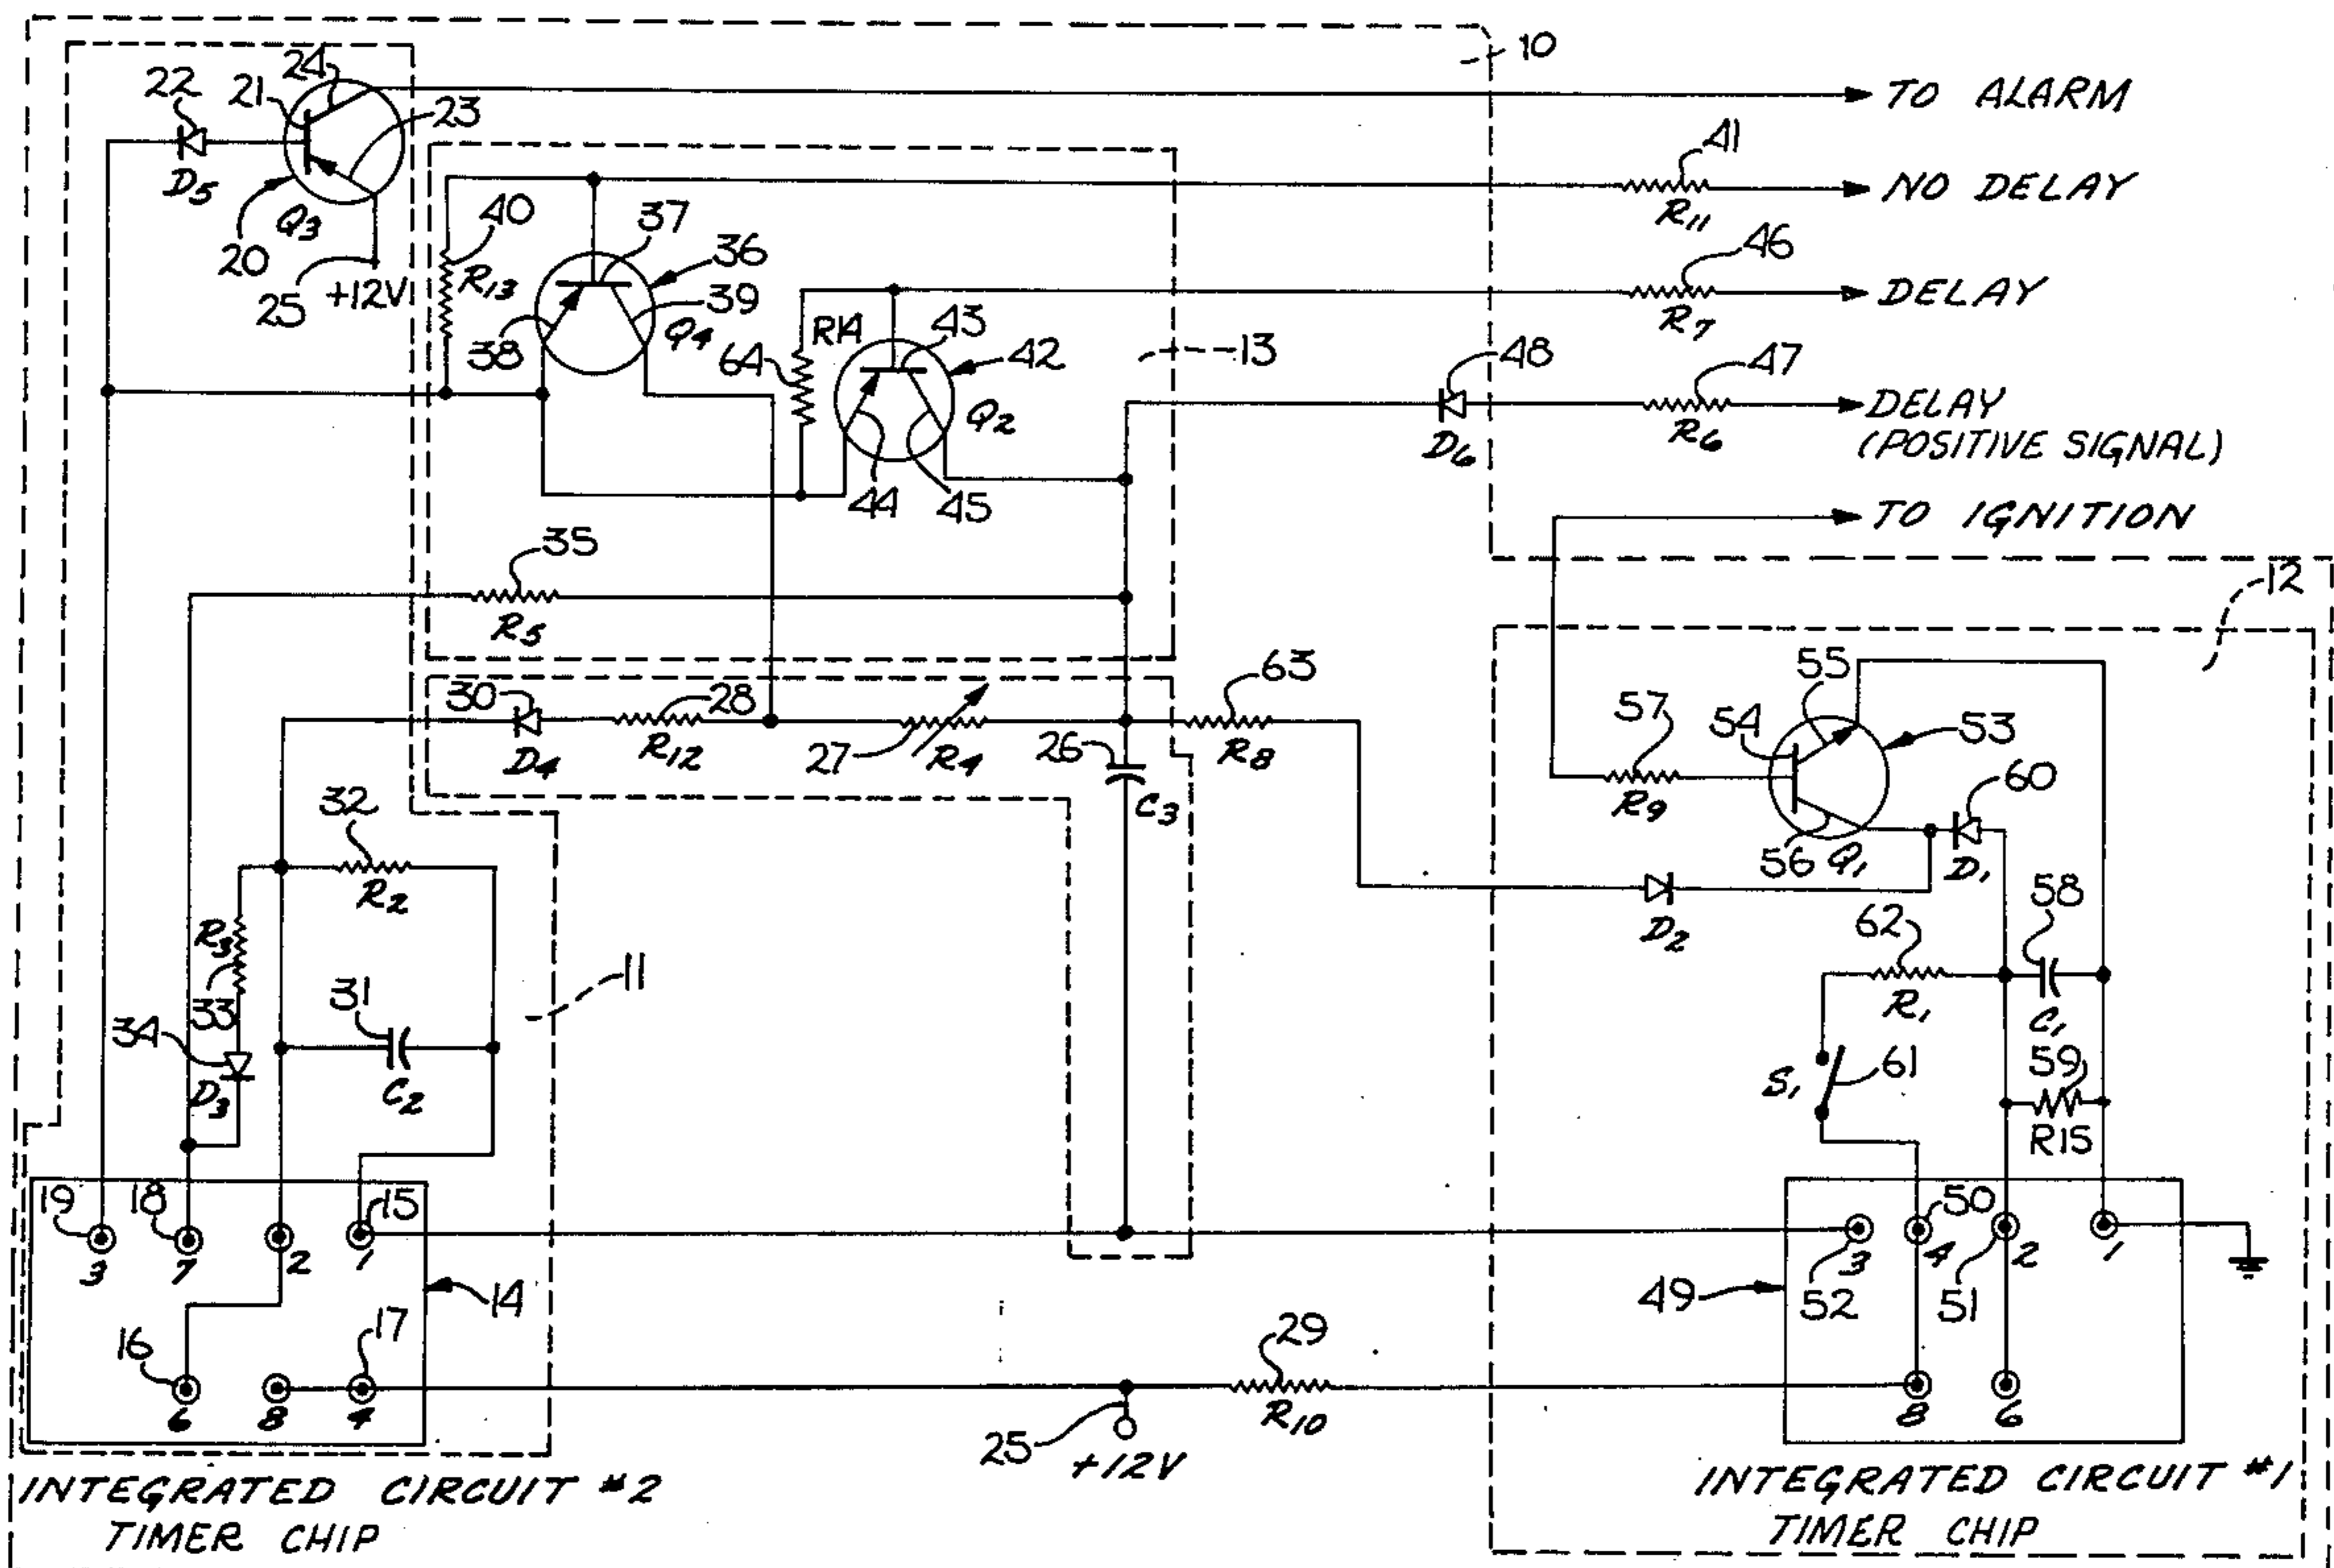 10
TO ALARM
24
22
21
23
D5
Q3
20
25
+12V
41
NO DELAY
R11
40
37
36
R13
39
38
Q4
46
DELAY
R7
R14
43
42
64
Q2
44
45
13
48
47
D6
R6
DELAY
(POSITIVE SIGNAL)
TO IGNITION
35
R5
12
30
28
63
D4
R12
27
R4
26
R8
C3
55
57
54
53
R9
60
56
Q1
D1
D2
32
R2
R3
33
31
34
D3
C2
11
62
58
R1
C1
S1
61
59
R15
19
18
15
3
7
2
1
14
16
17
6
8
4
50
3
4
2
1
49
52
51
8
6
29
25
+12V
R10
INTEGRATED CIRCUIT #2
TIMER CHIP
INTEGRATED CIRCUIT #1
TIMER CHIP